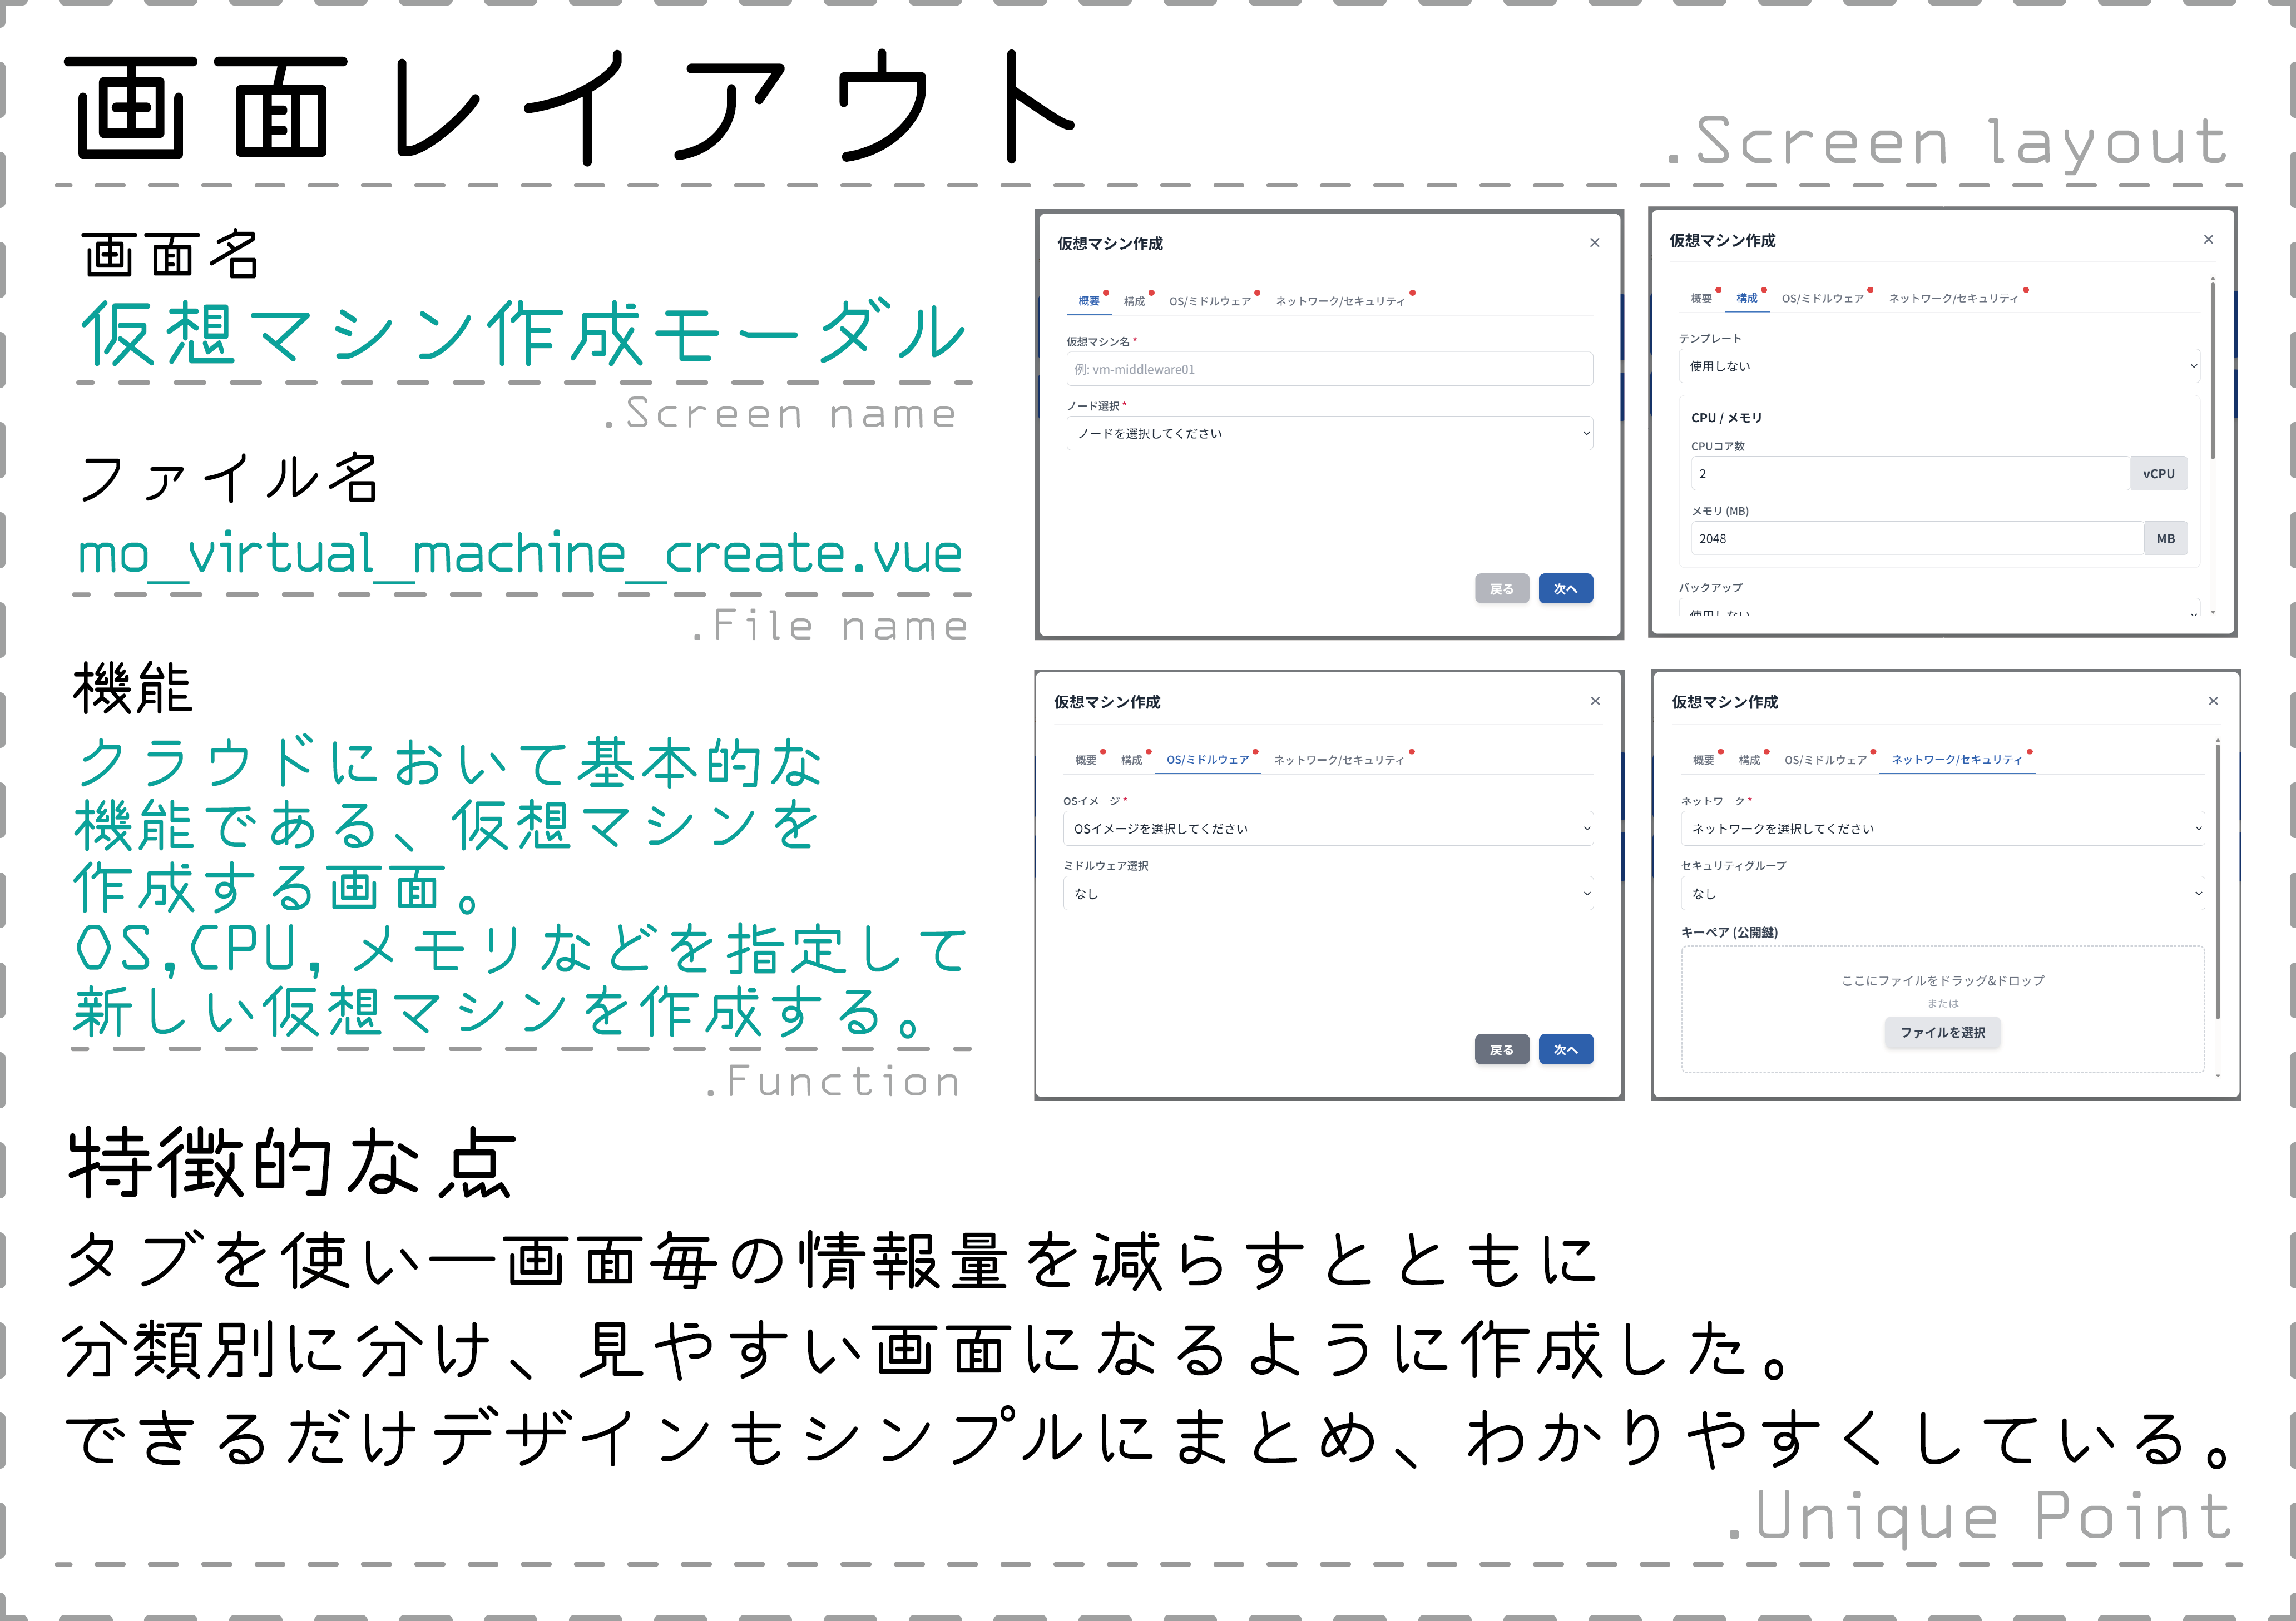 画面レイアウト
.Screen layout
画面名
仮想マシン作成モーダル
.Screen name
ファイル名
mo_virtual_machine_create.vue
.File name
機能
クラウドにおいて基本的な
機能である、仮想マシンを
作成する画面。
OS,CPU,メモリなどを指定して
新しい仮想マシンを作成する。
.Function
仮想マシン作成 ×
概要 構成 OS/ミドルウェア ネットワーク/セキュリティ
仮想マシン名 *
例: vm-middleware01
ノード選択 *
ノードを選択してください
戻る 次へ
仮想マシン作成 ×
概要 構成 OS/ミドルウェア ネットワーク/セキュリティ
テンプレート
使用しない
CPU / メモリ
CPUコア数
2 vCPU
メモリ (MB)
2048 MB
バックアップ
使用しない
仮想マシン作成 ×
概要 構成 OS/ミドルウェア ネットワーク/セキュリティ
OSイメージ *
OSイメージを選択してください
ミドルウェア選択
なし
戻る 次へ
仮想マシン作成 ×
概要 構成 OS/ミドルウェア ネットワーク/セキュリティ
ネットワーク *
ネットワークを選択してください
セキュリティグループ
なし
キーペア (公開鍵)
ここにファイルをドラッグ&ドロップ
または
ファイルを選択
特徴的な点
タブを使い一画面毎の情報量を減らすとともに
分類別に分け、見やすい画面になるように作成した。
できるだけデザインもシンプルにまとめ、わかりやすくしている。
.Unique Point